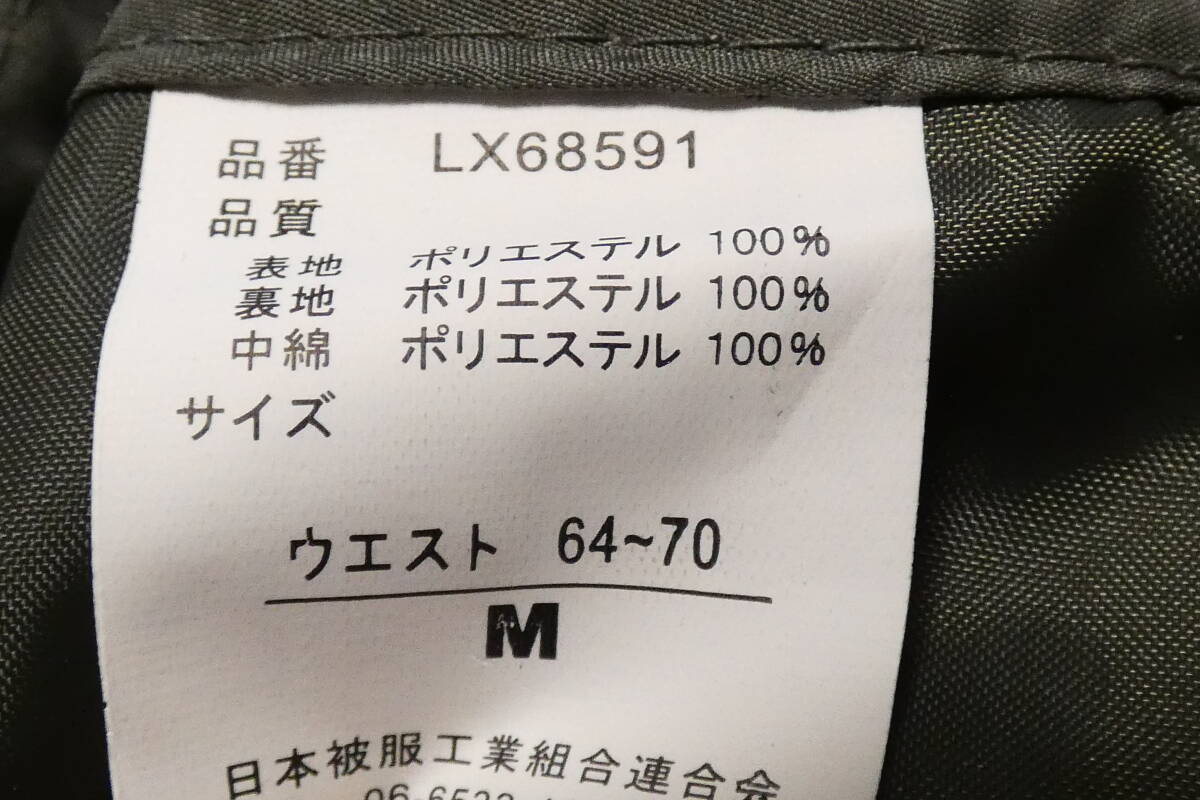 品番 LX68591
品質
表地 ポリエステル 100%
裏地 ポリエステル 100%
中綿 ポリエステル 100%
サイズ
ウエスト 64~70
M
日本被服工業組合連合会